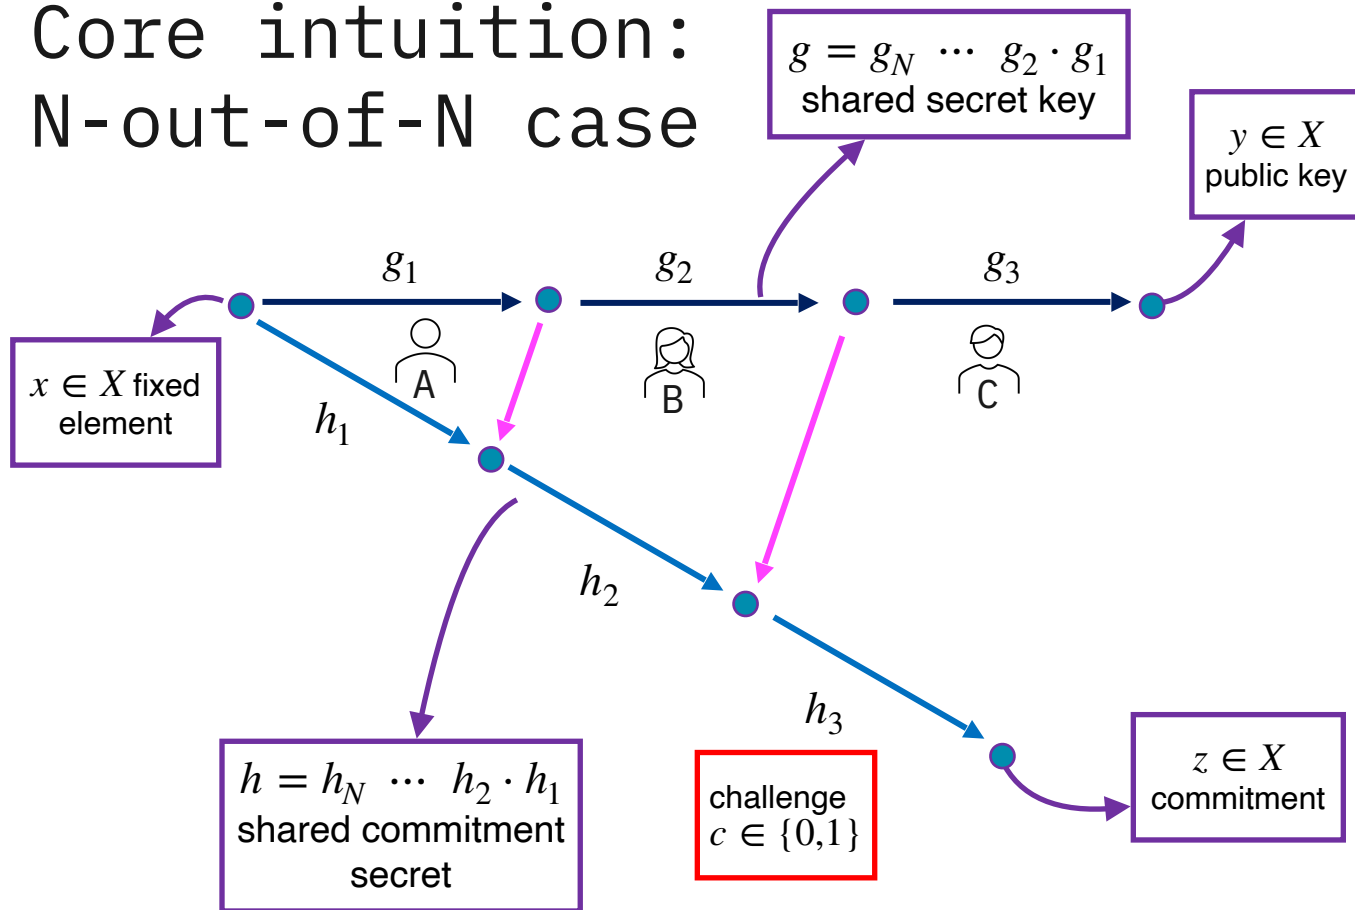 Core intuition:
N-out-of-N case
g = g_N ⋯ g_2 · g_1
shared secret key
y ∈ X
public key
g_1
g_2
g_3
A
B
C
x ∈ X fixed
element
h_1
h_2
h_3
h = h_N ⋯ h_2 · h_1
shared commitment
secret
challenge
c ∈ {0,1}
z ∈ X
commitment